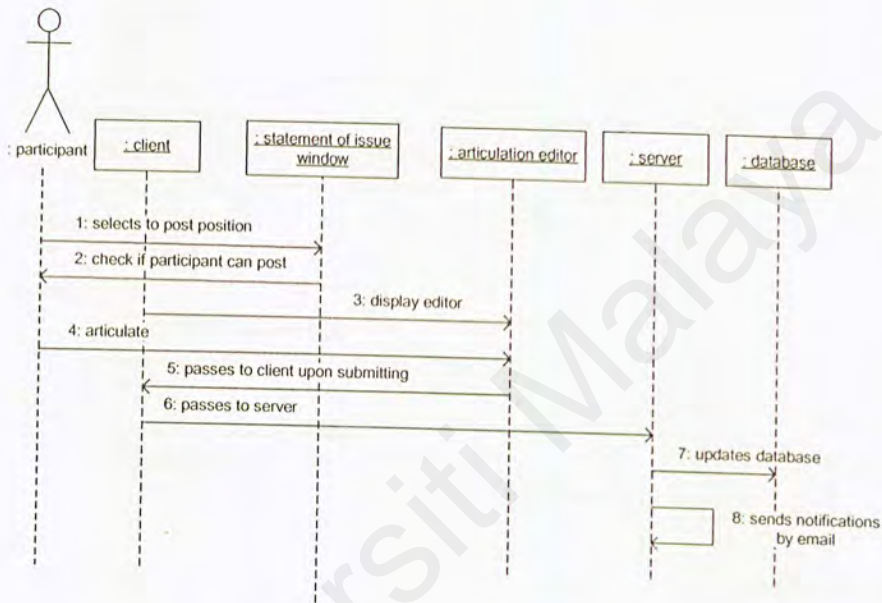 : participant
: client
: statement of issue
window
: articulation editor
: server
: database
1: selects to post position
2: check if participant can post
3: display editor
4: articulate
5: passes to client upon submitting
6: passes to server
7: updates database
8: sends notifications
by email
rsiti Malaya